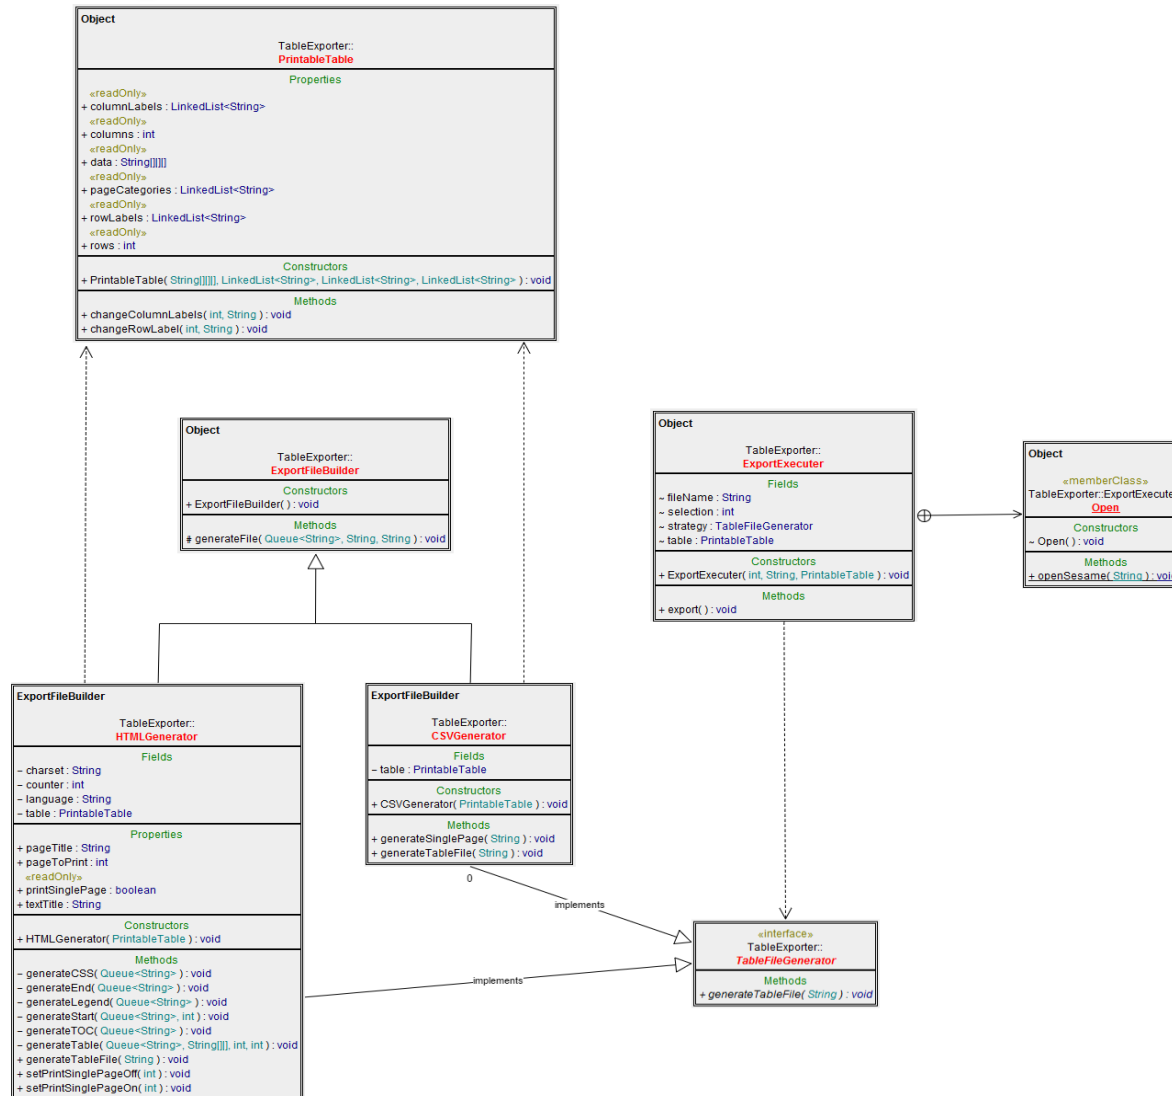 Object
TableExporter::
PrintableTable
Properties
«readOnly»
+ columnLabels : LinkedList<String>
«readOnly»
+ columns : int
«readOnly»
+ data : String[][][]
«readOnly»
+ pageCategories : LinkedList<String>
«readOnly»
+ rowLabels : LinkedList<String>
«readOnly»
+ rows : int
Constructors
+ PrintableTable( String[][][], LinkedList<String>, LinkedList<String>, LinkedList<String> ) : void
Methods
+ changeColumnLabels( int, String ) : void
+ changeRowLabel( int, String ) : void
Object
TableExporter::
ExportFileBuilder
Constructors
+ ExportFileBuilder( ) : void
Methods
# generateFile( Queue<String>, String, String ) : void
Object
TableExporter::
ExportExecuter
Fields
~ fileName : String
~ selection : int
~ strategy : TableFileGenerator
~ table : PrintableTable
Constructors
+ ExportExecuter( int, String, PrintableTable ) : void
Methods
+ export( ) : void
Object
«memberClass»
TableExporter::ExportExecute
Open
Constructors
~ Open( ) : void
Methods
+ openSesame( String ) : void
ExportFileBuilder
TableExporter::
HTMLGenerator
Fields
– charset : String
– counter : int
– language : String
– table : PrintableTable
Properties
+ pageTitle : String
+ pageToPrint : int
«readOnly»
+ printSinglePage : boolean
+ textTitle : String
Constructors
+ HTMLGenerator( PrintableTable ) : void
Methods
– generateCSS( Queue<String> ) : void
– generateEnd( Queue<String> ) : void
– generateLegend( Queue<String> ) : void
– generateStart( Queue<String>, int ) : void
– generateTOC( Queue<String> ) : void
– generateTable( Queue<String>, String[][], int, int ) : void
+ generateTableFile( String ) : void
+ setPrintSinglePageOff( int ) : void
+ setPrintSinglePageOn( int ) : void
ExportFileBuilder
TableExporter::
CSVGenerator
Fields
– table : PrintableTable
Constructors
+ CSVGenerator( PrintableTable ) : void
Methods
+ generateSinglePage( String ) : void
+ generateTableFile( String ) : void
0
implements
implements
«interface»
TableExporter::
TableFileGenerator
Methods
+ generateTableFile( String ) : void